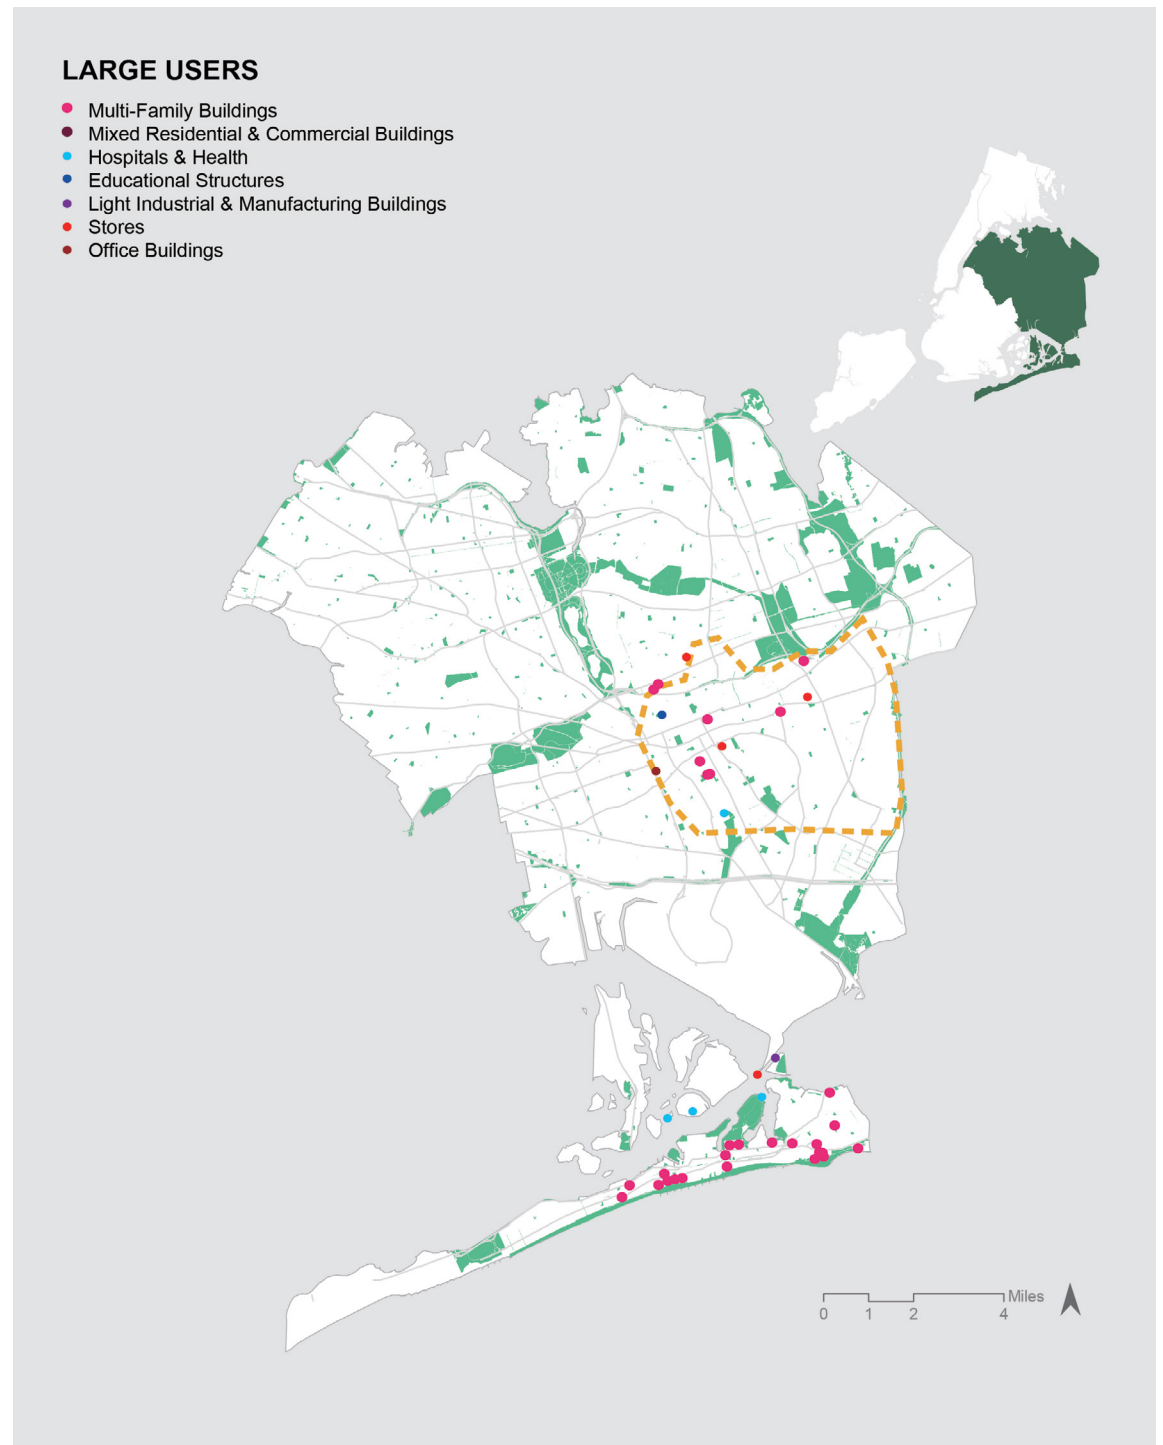 LARGE USERS
Multi-Family Buildings
Mixed Residential & Commercial Buildings
Hospitals & Health
Educational Structures
Light Industrial & Manufacturing Buildings
Stores
Office Buildings
Miles
0 1 2 4